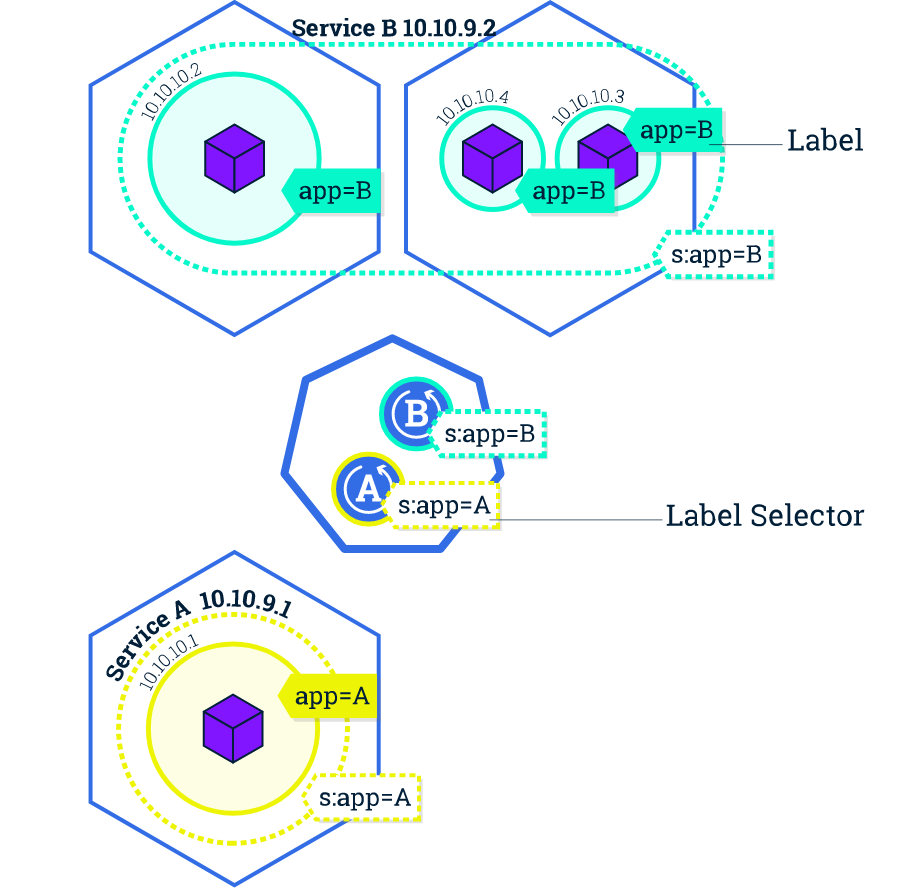 Service B 10.10.9.2
10.10.10.2
10.10.10.4
10.10.10.3
app=B
Label
app=B
app=B
s:app=B
B
s:app=B
A
s:app=A
Label Selector
Service A 10.10.9.1
10.10.10.1
app=A
s:app=A